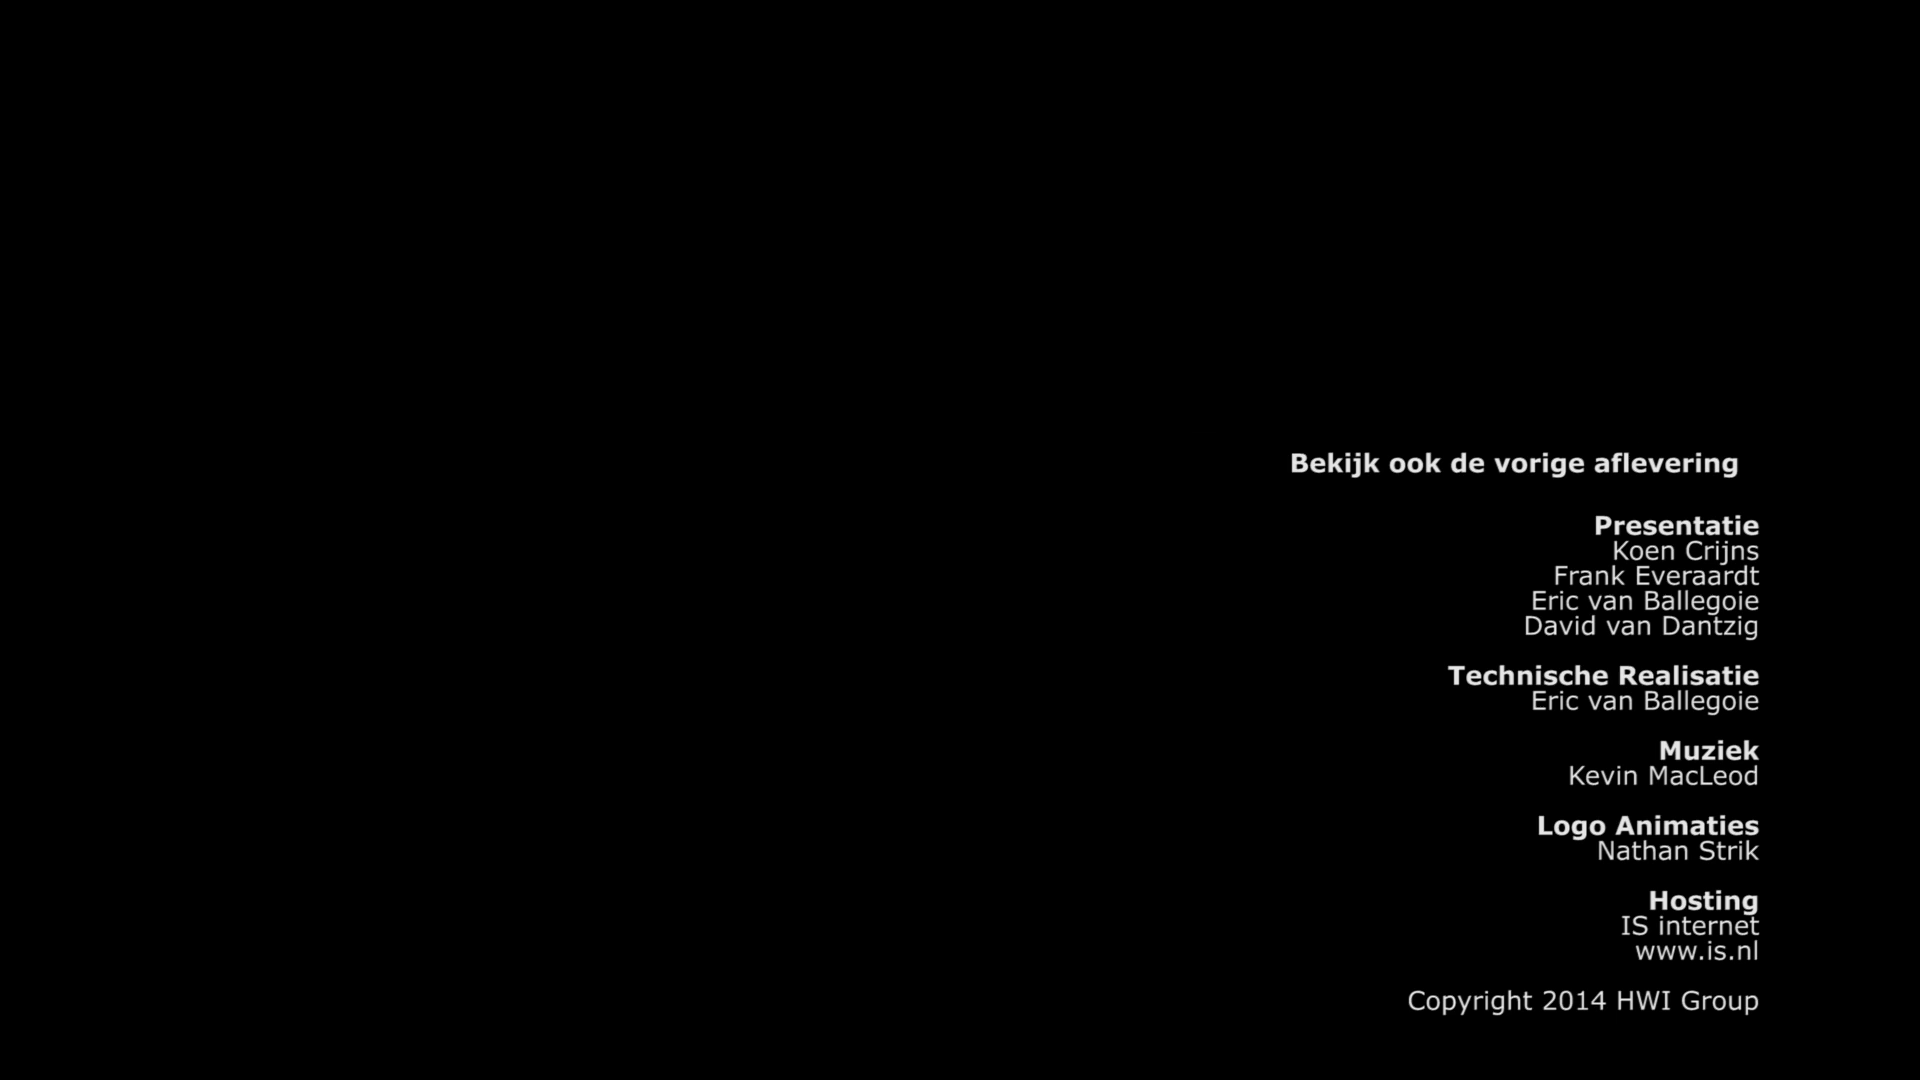 Bekijk ook de vorige aflevering
Presentatie
Koen Crijns
Frank Everaardt
Eric van Ballegoie
David van Dantzig
Technische Realisatie
Eric van Ballegoie
Muziek
Kevin MacLeod
Logo Animaties
Nathan Strik
Hosting
IS internet
www.is.nl
Copyright 2014 HWI Group